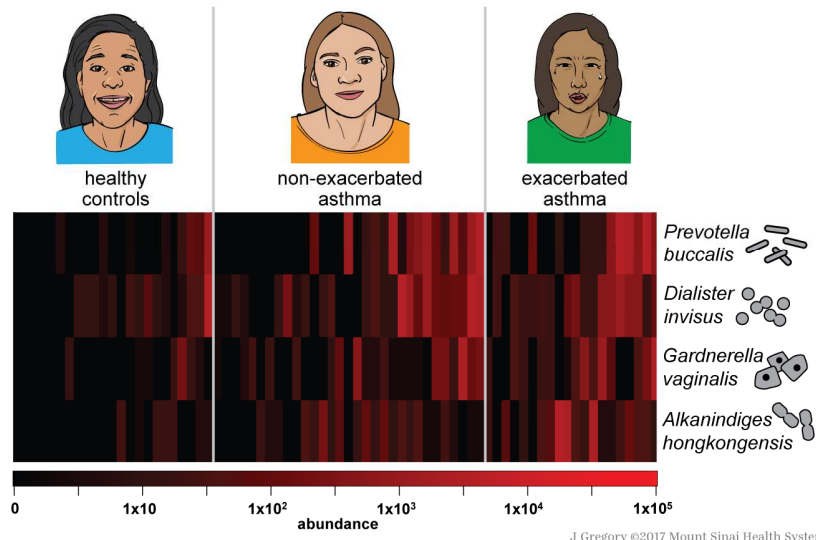 healthy
controls
non-exacerbated
asthma
exacerbated
asthma
Prevotella
buccalis
Dialister
invisus
Gardnerella
vaginalis
Alkanindiges
hongkongensis
0
1x10
1x10²
1x10³
1x10⁴
1x10⁵
abundance
J Gregory ©2017 Mount Sinai Health System